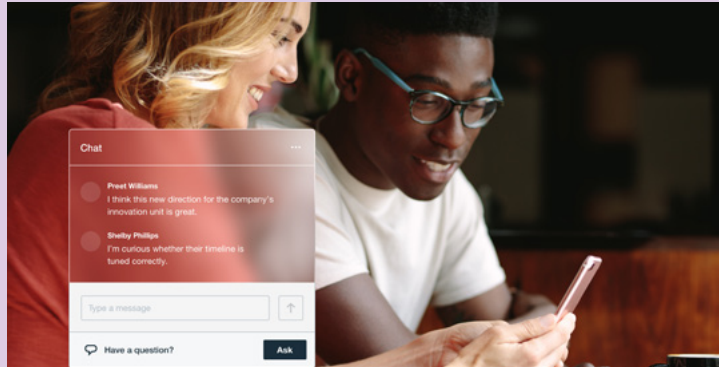 Chat
Preet Williams
I think this new direction for the company's
innovation unit is great.
Shelby Phillips
I'm curious whether their timeline is
tuned correctly.
Type a message
Have a question?
Ask